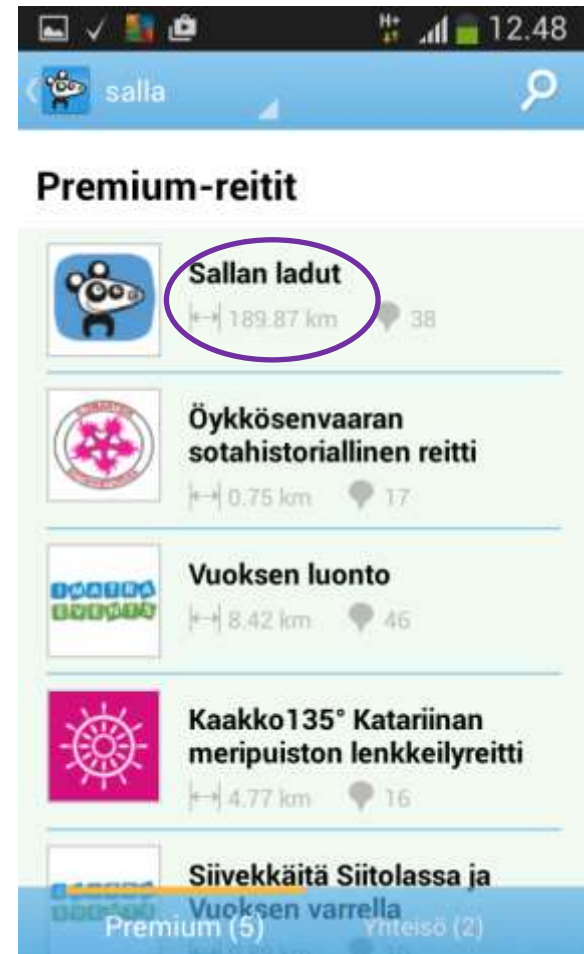 12.48
salla
Premium-reitit
Sallan ladut
189.87 km 38
Öykkösenvaaran
sotahistoriallinen reitti
0.75 km 17
IMATRA
EVENTS
Vuoksen luonto
8.42 km 46
Kaakko135° Katariinan
meripuiston lenkkeilyreitti
4.77 km 16
Siivekkäitä Siitolassa ja
Vuoksen varrella
Premium (5) Yhteisö (2)